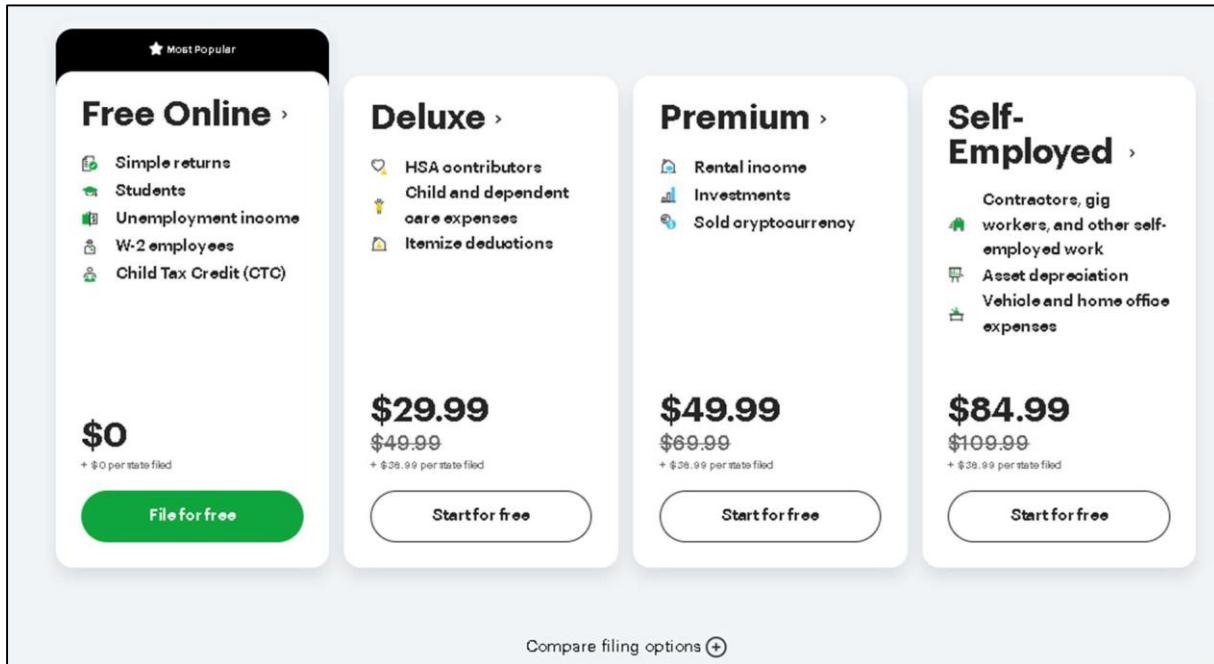 Most Popular
Free Online ›
Simple returns
Students
Unemployment income
W-2 employees
Child Tax Credit (CTC)
$0
+ $0 per state filed
File for free
Deluxe ›
HSA contributors
Child and dependent
care expenses
Itemize deductions
$29.99
$49.99
+ $36.99 per state filed
Start for free
Premium ›
Rental income
Investments
Sold cryptocurrency
$49.99
$69.99
+ $36.99 per state filed
Start for free
Self-
Employed ›
Contractors, gig
workers, and other self-
employed work
Asset depreciation
Vehicle and home office
expenses
$84.99
$109.99
+ $36.99 per state filed
Start for free
Compare filing options